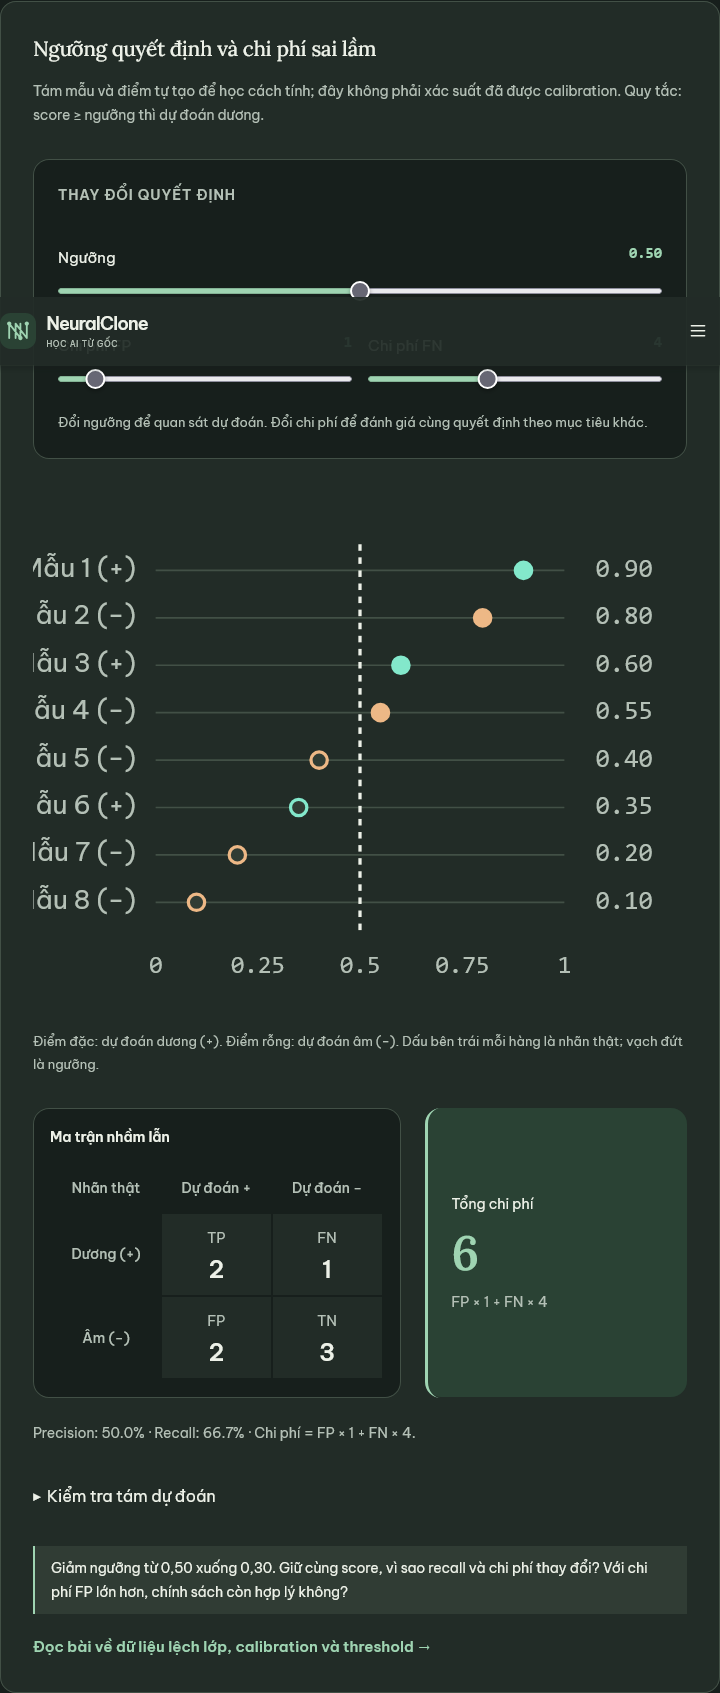 Ngưỡng quyết định và chi phí sai lầm
Tám mẫu và điểm tự tạo để học cách tính; đây không phải xác suất đã được calibration. Quy tắc:
score ≥ ngưỡng thì dự đoán dương.
THAY ĐỔI QUYẾT ĐỊNH
Ngưỡng 0.50
NeuralClone
HỌC AI TỪ GỐC
1 Chi phí FN 4
Đổi ngưỡng để quan sát dự đoán. Đổi chi phí để đánh giá cùng quyết định theo mục tiêu khác.
Mẫu 1 (+) 0.90
ẫu 2 (−) 0.80
ẫu 3 (+) 0.60
ẫu 4 (−) 0.55
ẫu 5 (−) 0.40
ẫu 6 (+) 0.35
ẫu 7 (−) 0.20
ẫu 8 (−) 0.10
0 0.25 0.5 0.75 1
Điểm đặc: dự đoán dương (+). Điểm rỗng: dự đoán âm (−). Dấu bên trái mỗi hàng là nhãn thật; vạch đứt
là ngưỡng.
Ma trận nhầm lẫn
Nhãn thật Dự đoán + Dự đoán −
Dương (+) TP 2 FN 1
Âm (−) FP 2 TN 3
Tổng chi phí
6
FP × 1 + FN × 4
Precision: 50.0% · Recall: 66.7% · Chi phí = FP × 1 + FN × 4.
▸ Kiểm tra tám dự đoán
Giảm ngưỡng từ 0,50 xuống 0,30. Giữ cùng score, vì sao recall và chi phí thay đổi? Với chi
phí FP lớn hơn, chính sách còn hợp lý không?
Đọc bài về dữ liệu lệch lớp, calibration và threshold →